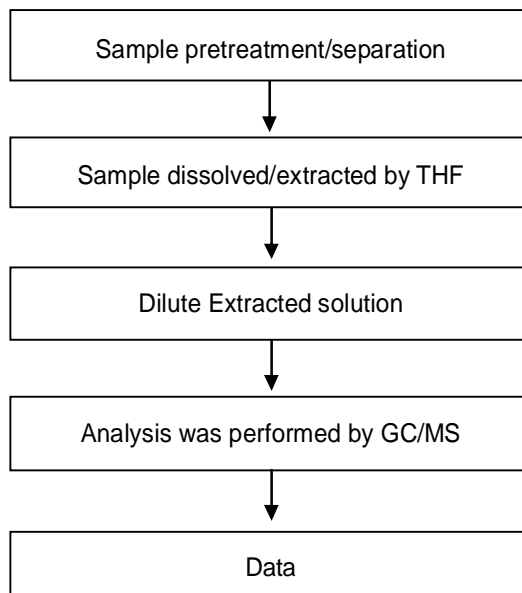 Sample pretreatment/separation
Sample dissolved/extracted by THF
Dilute Extracted solution
Analysis was performed by GC/MS
Data